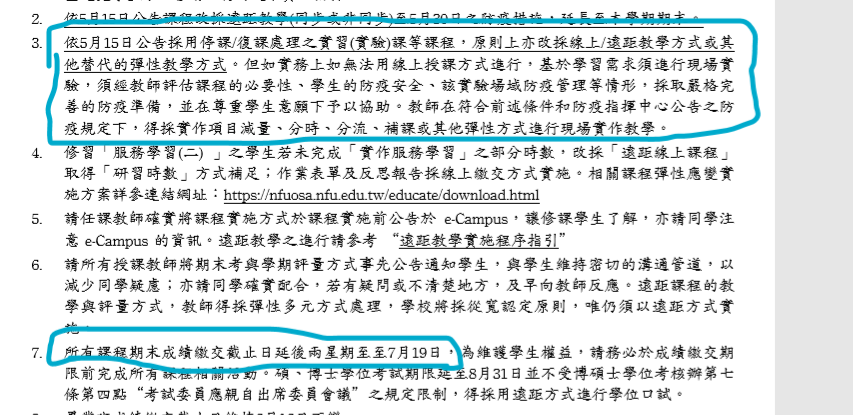 2. 依5月15日公告課程改採遠距教學(同步或非同步)至5月20日之防疫措施，延長至本學期期末。
3. 依5月15日公告採用停課/復課處理之實習(實驗)課等課程，原則上亦改採線上/遠距教學方式或其
他替代的彈性教學方式。但如實務上如無法用線上授課方式進行，基於學習需求須進行現場實
驗，須經教師評估課程的必要性、學生的防疫安全、該實驗場域防疫管理等情形，採取嚴格完
善的防疫準備，並在尊重學生意願下予以協助。教師在符合前述條件和防疫指揮中心公告之防
疫規定下，得採實作項目減量、分時、分流、補課或其他彈性方式進行現場實作教學。
4. 修習「服務學習(二) 」之學生若未完成「實作服務學習」之部分時數，改採「遠距線上課程」
取得「研習時數」方式補足；作業表單及反思報告採線上繳交方式實施。相關課程彈性應變實
施方案詳參連結網址：https://nfuosa.nfu.edu.tw/educate/download.html
5. 請任課教師確實將課程實施方式於課程實施前公告於 e-Campus，讓修課學生了解，亦請同學注
意 e-Campus 的資訊。遠距教學之進行請參考 “遠距教學實施程序指引”
6. 請所有授課教師將期末考與學期評量方式事先公告通知學生，與學生維持密切的溝通管道，以
減少同學疑慮；亦請同學確實配合，若有疑問或不清楚地方，及早向教師反應。遠距課程的教
學與評量方式，教師得採彈性多元方式處理，學校將採從寬認定原則，唯仍須以遠距方式實
施。
7. 所有課程期末成績繳交截止日延後兩星期至至7月19日，為維護學生權益，請務必於成績繳交期
限前完成所有課程相關活動。碩、博士學位考試期限延至8月31日並不受博碩士學位考核辦第七
條第四點“考試委員應親自出席委員會議”之規定限制，得採用遠距方式進行學位口試。